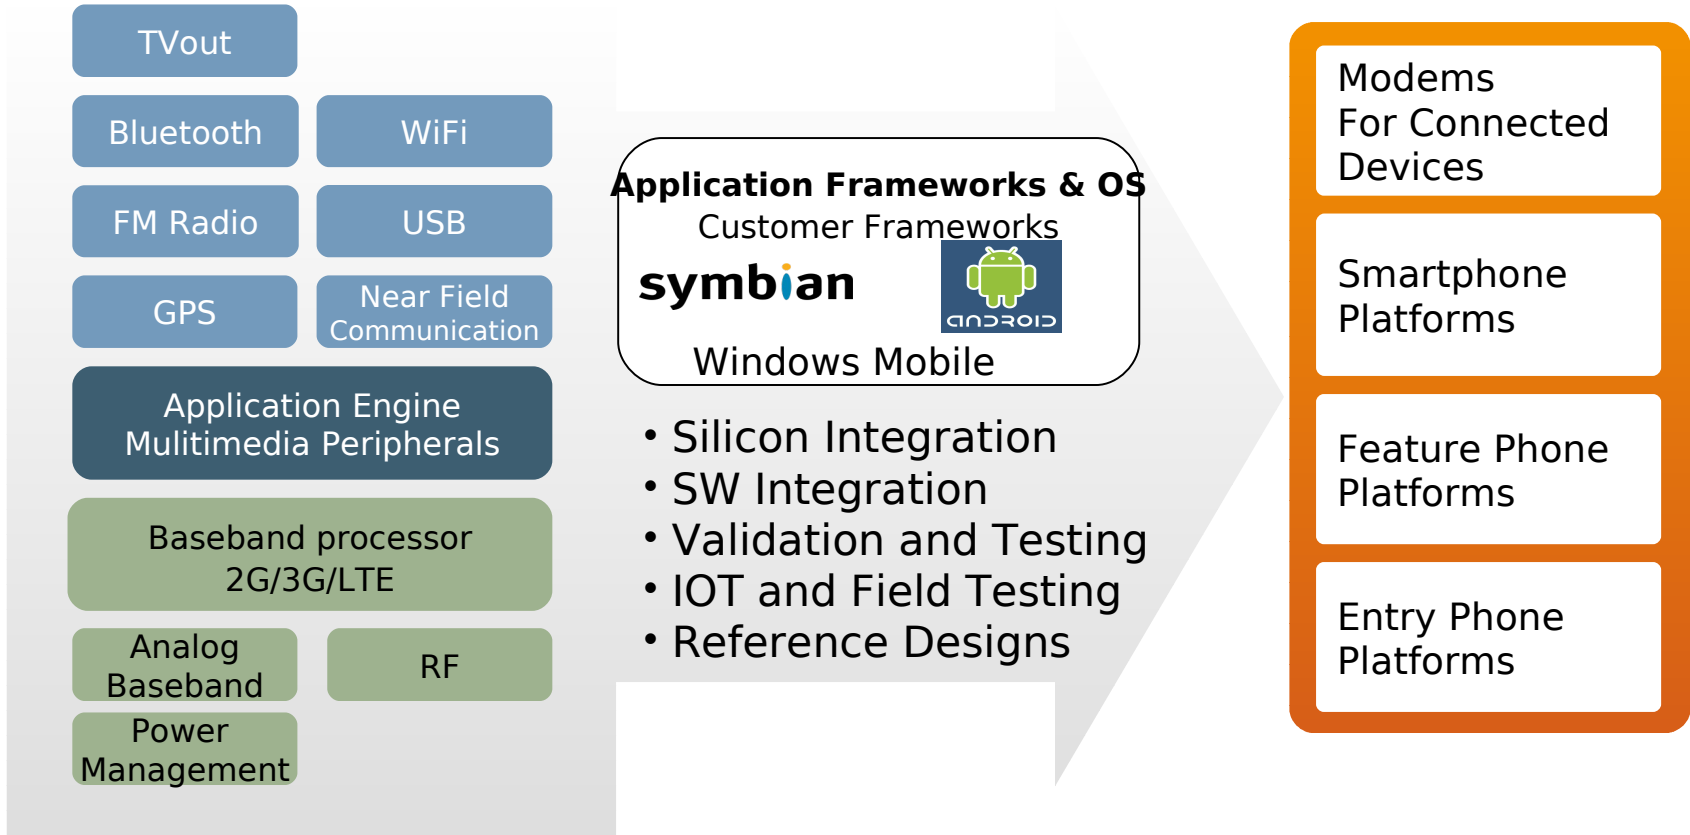 TVout
Bluetooth
WiFi
FM Radio
USB
GPS
Near Field
Communication
Application Engine
Mulitimedia Peripherals
Baseband processor
2G/3G/LTE
Analog
Baseband
RF
Power
Management
Application Frameworks & OS
Customer Frameworks
symbian
ANDROID
Windows Mobile
• Silicon Integration
• SW Integration
• Validation and Testing
• IOT and Field Testing
• Reference Designs
Modems
For Connected
Devices
Smartphone
Platforms
Feature Phone
Platforms
Entry Phone
Platforms